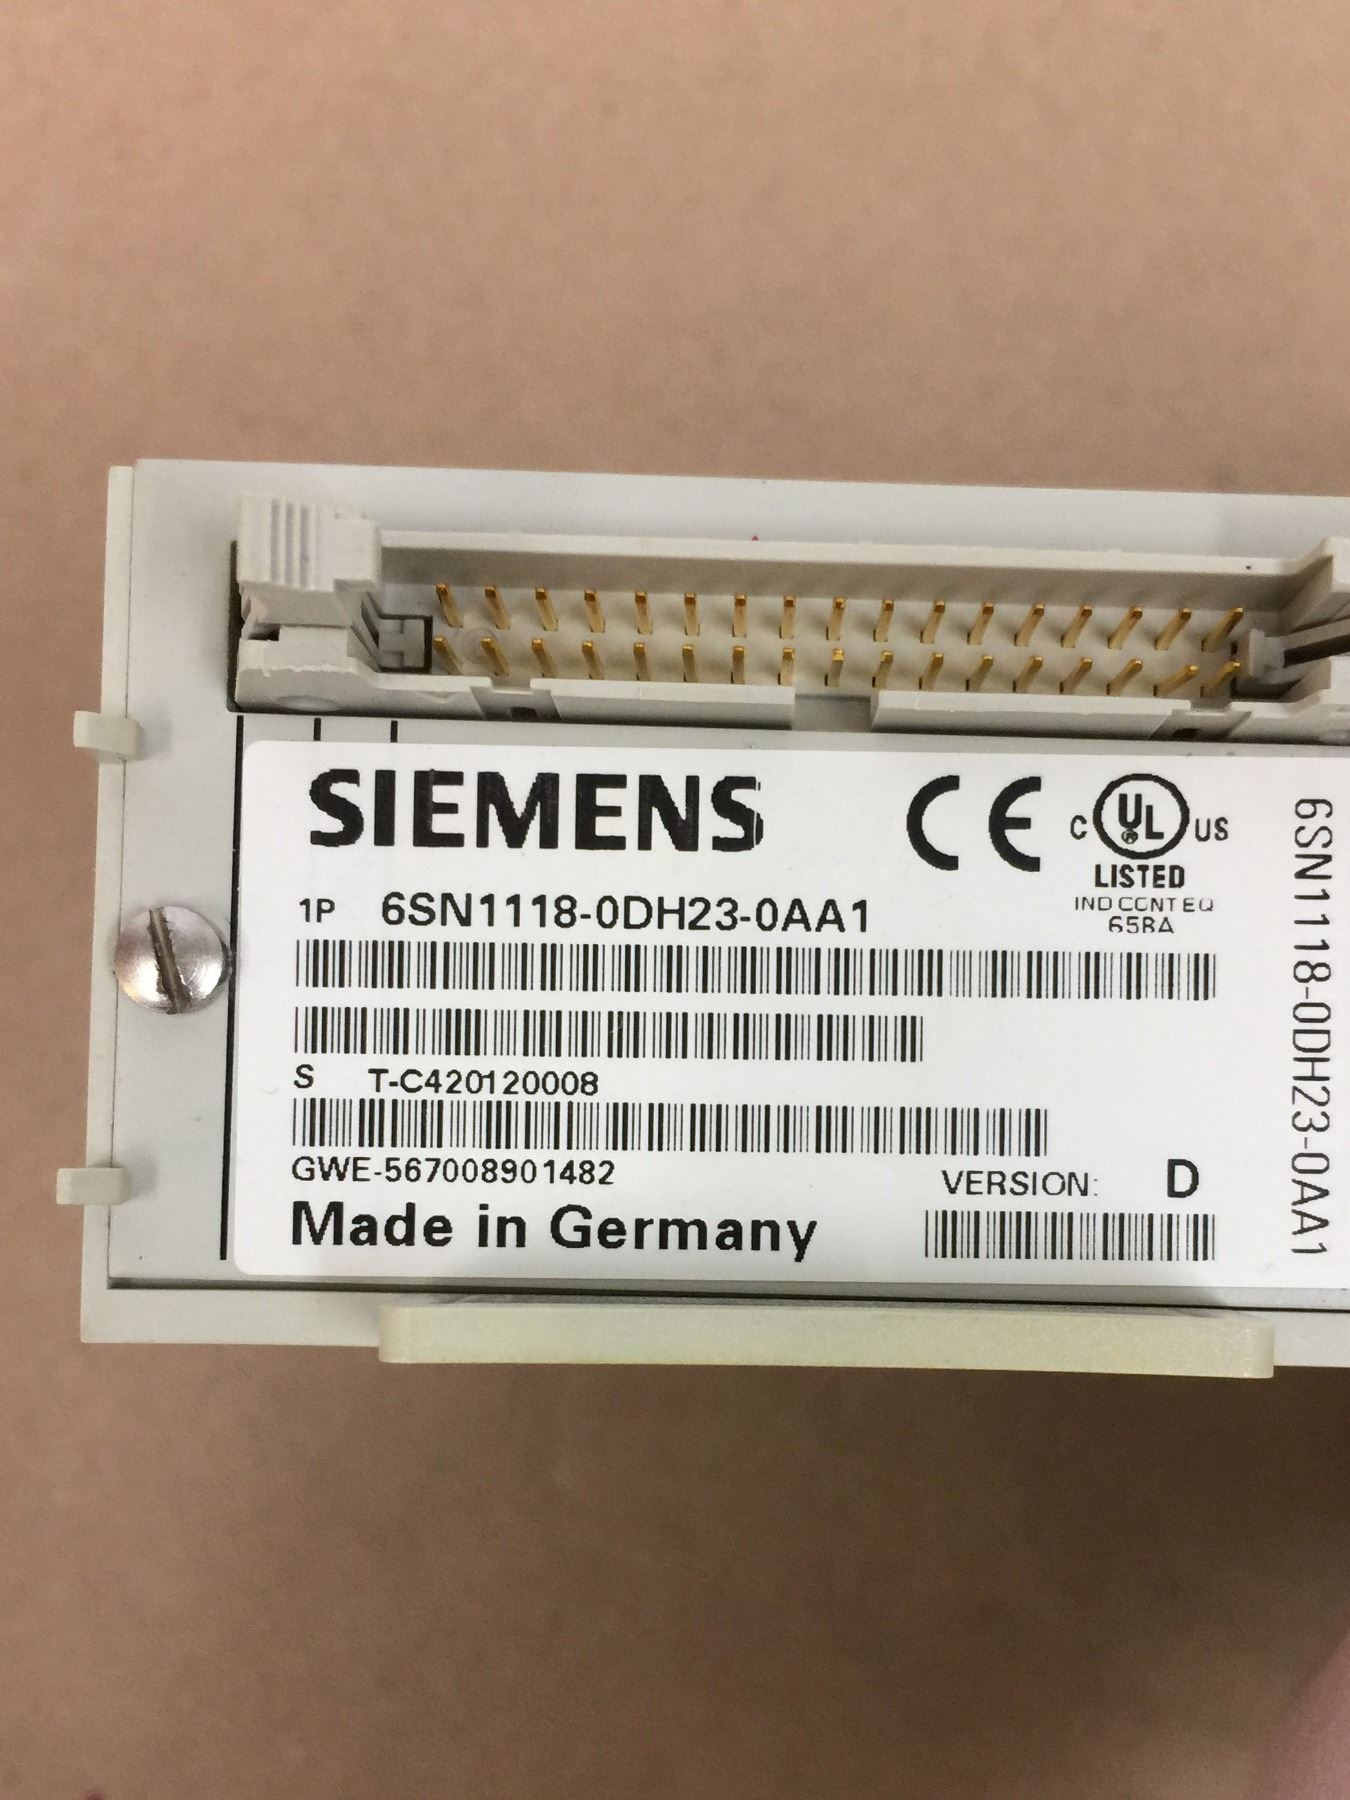 SIEMENS
CE
C UL US
LISTED
IND CONT EQ
65BA
1P 6SN1118-0DH23-0AA1
S T-C420120008
GWE-567008901482
VERSION: D
Made in Germany
6SN1118-0DH23-0AA1